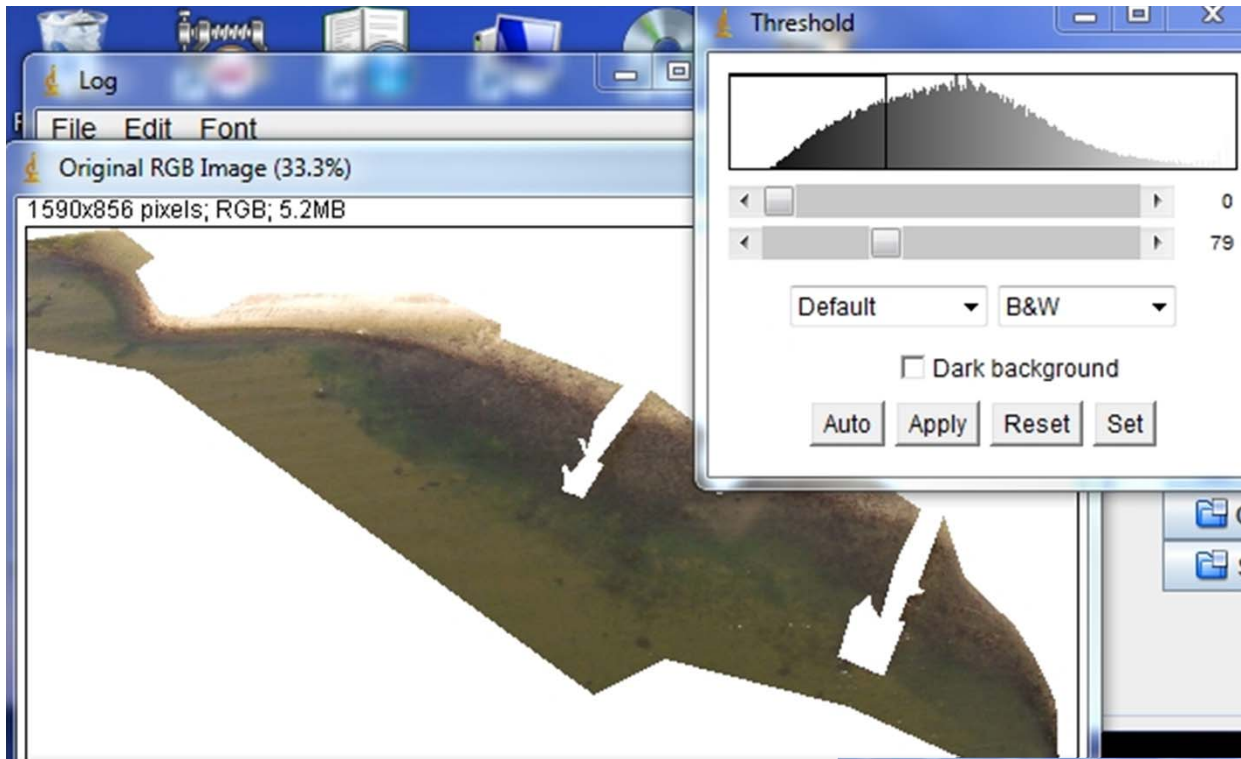 Log
File Edit Font
Original RGB Image (33.3%)
1590x856 pixels; RGB; 5.2MB
Threshold
0
79
Default B&W
Dark background
Auto Apply Reset Set